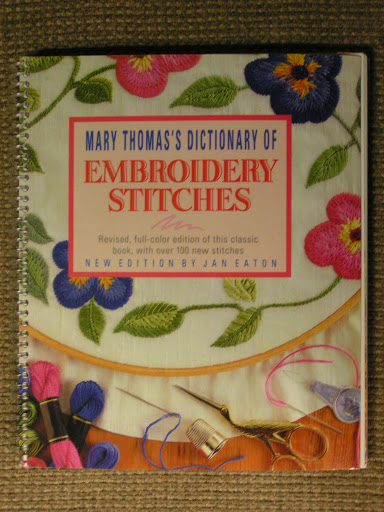 MARY THOMAS'S DICTIONARY OF
EMBROIDERY
STITCHES
Revised, full-color edition of this classic
book, with over 100 new stitches
NEW EDITION BY JAN EATON